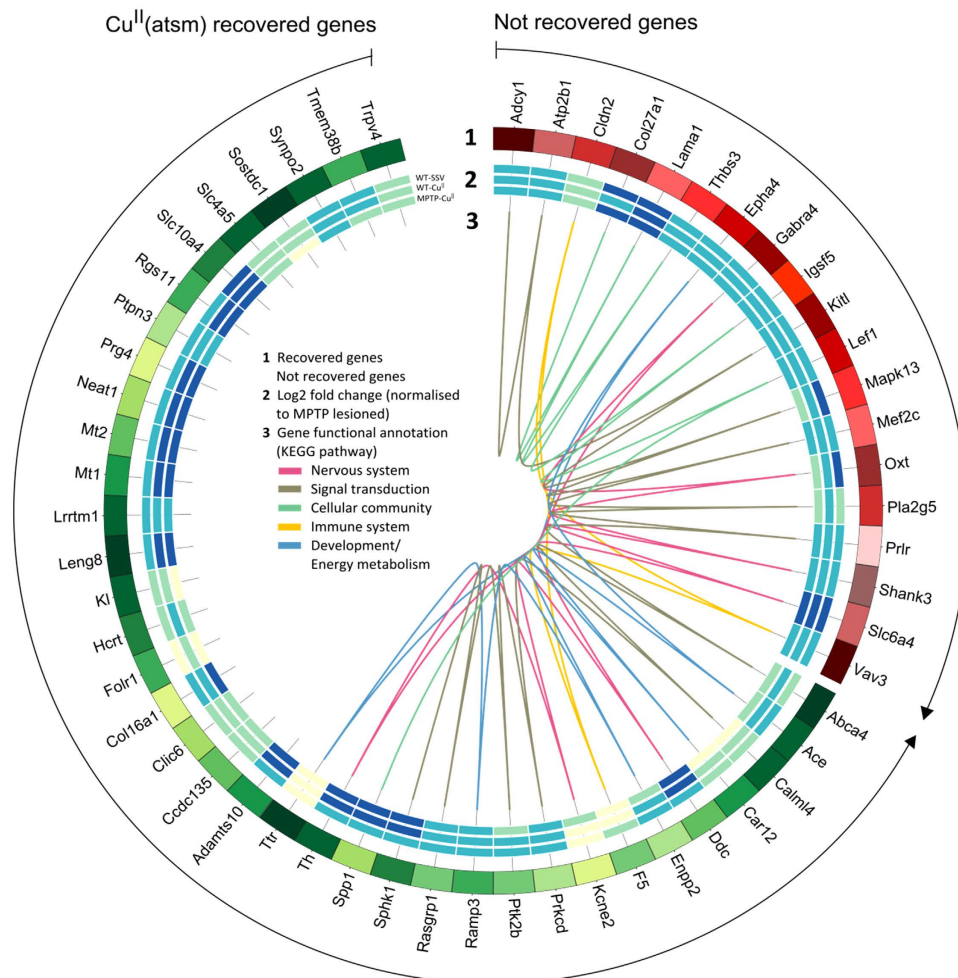 Cu^II(atsm) recovered genes
Not recovered genes
1
2
3
WT-SSV
WT-Cu^II
MPTP-Cu^II
Adcy1
Atp2b1
Cldn2
Col27a1
Lama1
Thbs3
Epha4
Gabra4
Igsf5
Kitl
Lef1
Mapk13
Mef2c
Oxt
Pla2g5
Prlr
Shank3
Slc6a4
Vav3
Abca4
Ace
Calml4
Car12
Ddc
Enpp2
F5
Kcne2
Prkcd
Ptk2b
Ramp3
Rasgrp1
Sphk1
Spp1
Th
Ttr
Adamts10
Ccdc135
Clic6
Col16a1
Folr1
Hcrt
Kl
Leng8
Lrrtm1
Mt1
Mt2
Neat1
Prg4
Ptpn3
Rgs11
Slc10a4
Slc4a5
Sostdc1
Synpo2
Tmem38b
Trpv4
1 Recovered genes
Not recovered genes
2 Log2 fold change (normalised
to MPTP lesioned)
3 Gene functional annotation
(KEGG pathway)
Nervous system
Signal transduction
Cellular community
Immune system
Development/
Energy metabolism